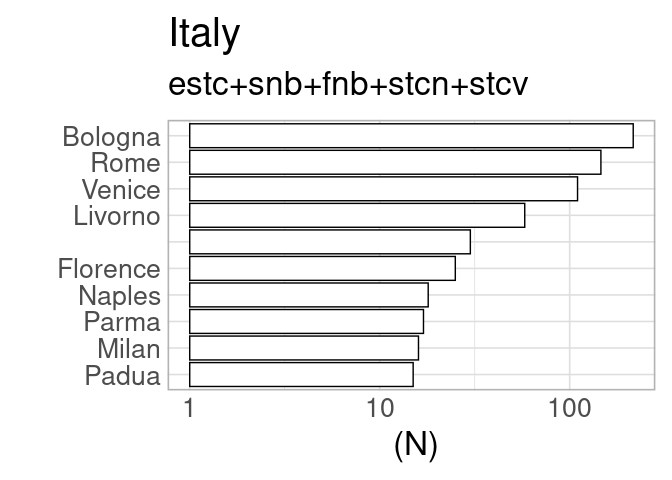 Italy
estc+snb+fnb+stcn+stcv
Bologna
Rome
Venice
Livorno
Florence
Naples
Parma
Milan
Padua
1 10 100
(N)